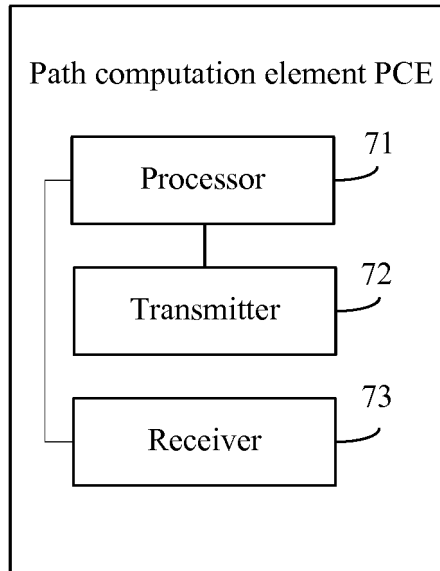 Path computation element PCE
71
Processor
72
Transmitter
73
Receiver